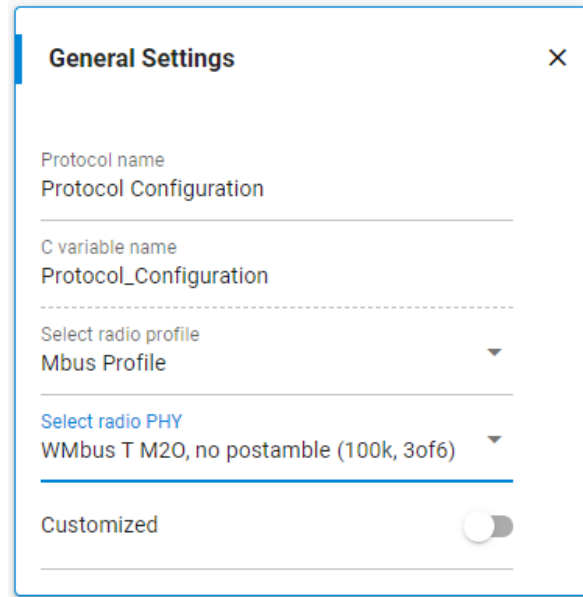 General Settings
Protocol name
Protocol Configuration
C variable name
Protocol_Configuration
Select radio profile
Mbus Profile
Select radio PHY
WMbus T M2O, no postamble (100k, 3of6)
Customized